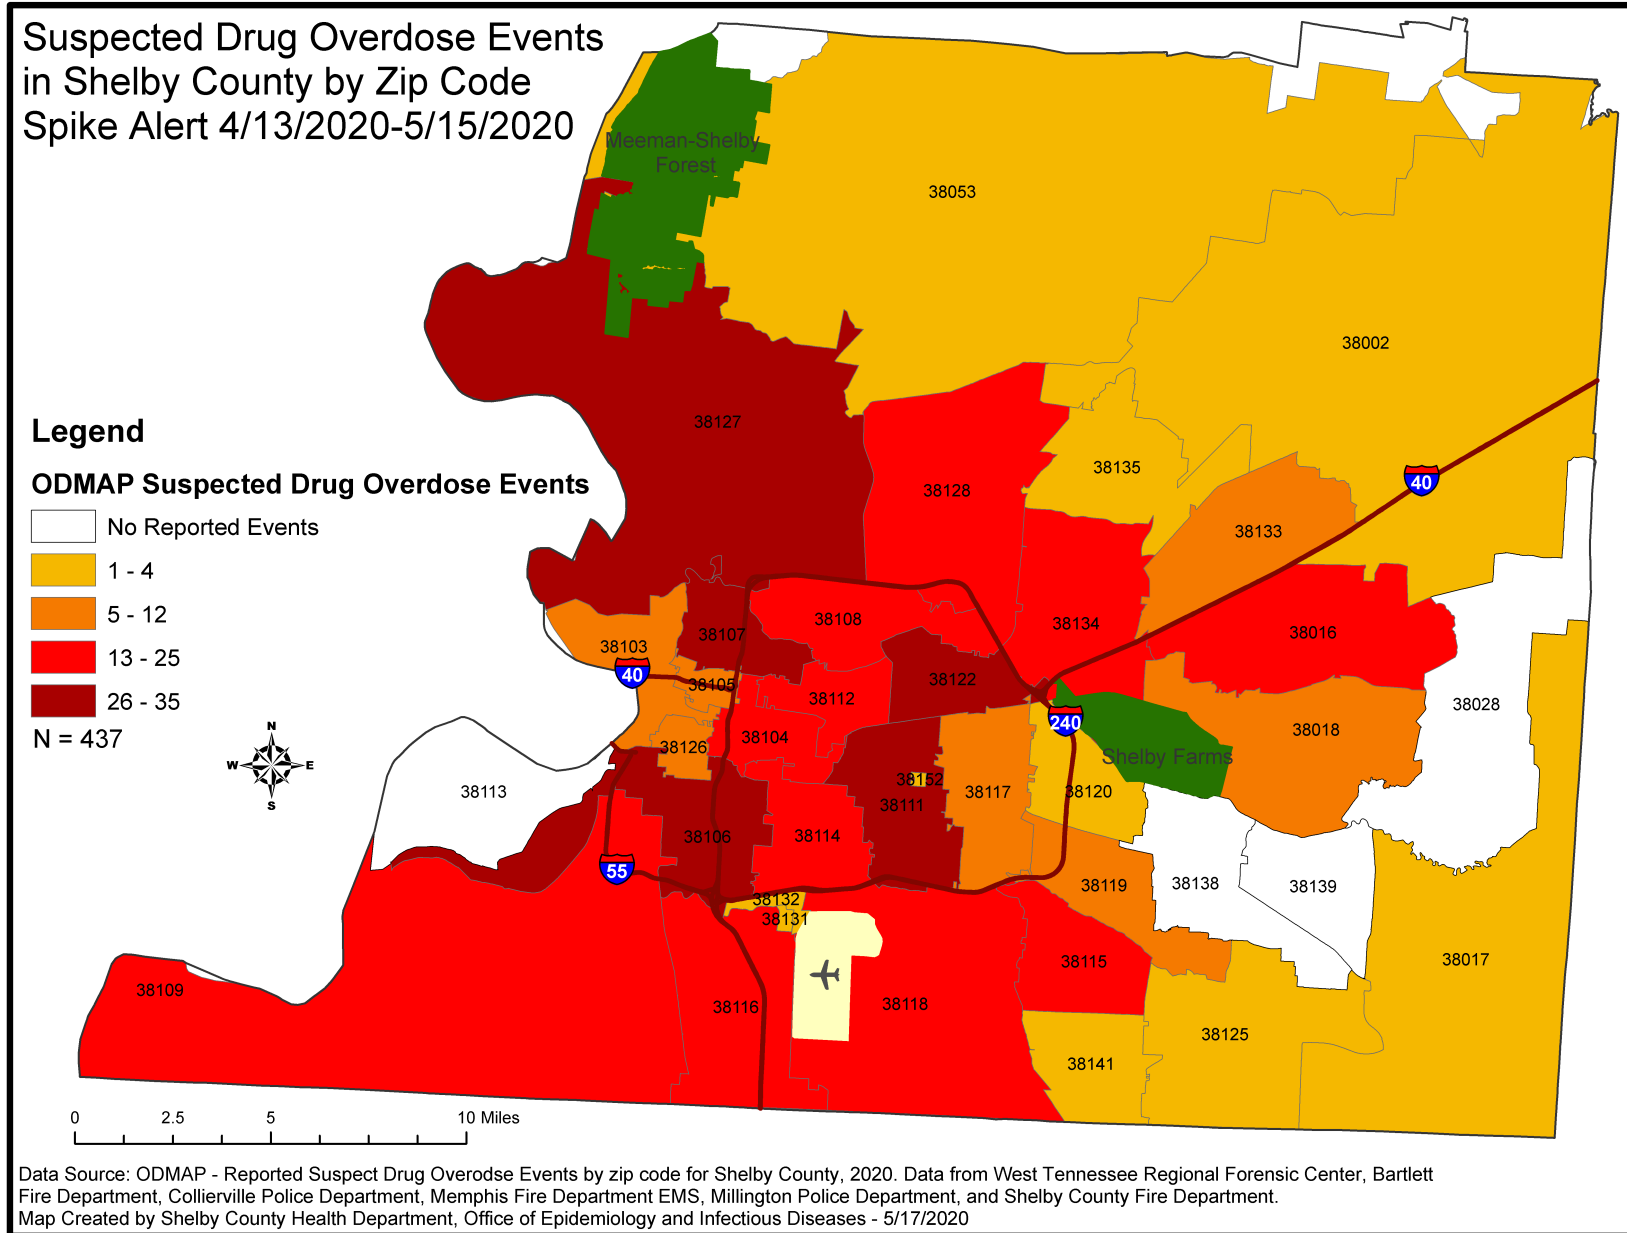 Suspected Drug Overdose Events
in Shelby County by Zip Code
Spike Alert 4/13/2020-5/15/2020
Meeman-Shelby
Forest
38053
38002
Legend
ODMAP Suspected Drug Overdose Events
No Reported Events
1 - 4
5 - 12
13 - 25
26 - 35
N = 437
N
W
E
S
38127
38128
38135
40
38133
38103
40
38107
38108
38134
38016
38105
38112
38122
38028
240
38126
38104
38018
Shelby Farms
38113
38152
38111
38117
38120
38106
38114
55
38119
38138
38139
38132
38131
38109
38116
38118
38115
38017
38125
38141
0 2.5 5 10 Miles
Data Source: ODMAP - Reported Suspect Drug Overodse Events by zip code for Shelby County, 2020. Data from West Tennessee Regional Forensic Center, Bartlett
Fire Department, Collierville Police Department, Memphis Fire Department EMS, Millington Police Department, and Shelby County Fire Department.
Map Created by Shelby County Health Department, Office of Epidemiology and Infectious Diseases - 5/17/2020